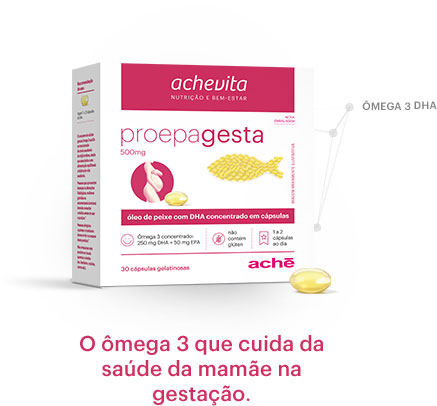 achevita
NUTRIÇÃO E BEM-ESTAR
ÔMEGA 3 DHA
proepagesta
500mg
óleo de peixe com DHA concentrado em cápsulas
Ômega 3 concentrado:
250 mg DHA + 50 mg EPA
não
contém
glúten
1 a 2
cápsulas
ao dia
30 cápsulas gelatinosas
achē
O ômega 3 que cuida da
saúde da mamãe na
gestação.